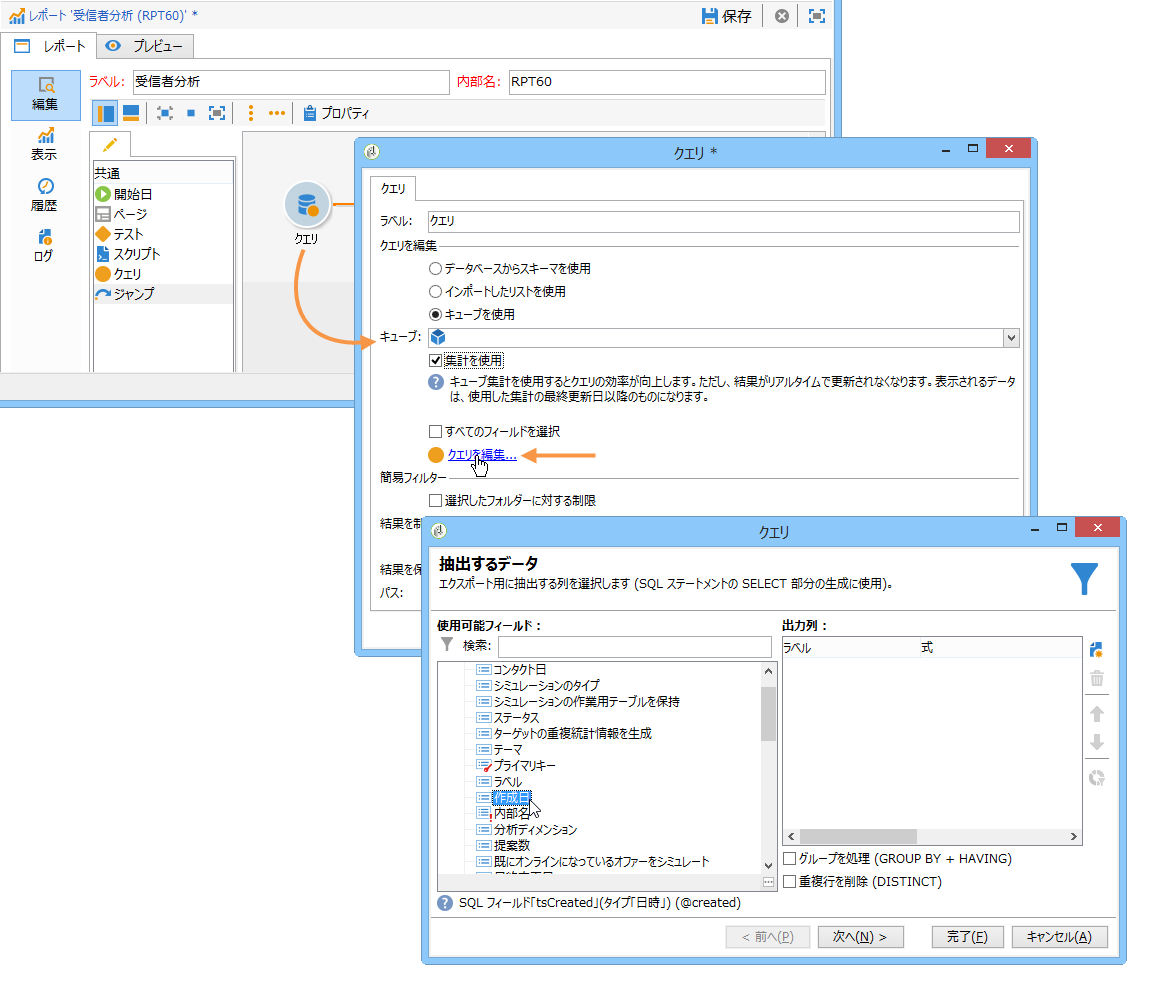 レポート '受信者分析 (RPT60)' *
保存
レポート
プレビュー
編集
表示
履歴
ログ
ラベル: 受信者分析
内部名: RPT60
プロパティ
共通
開始日
ページ
テスト
スクリプト
クエリ
ジャンプ
クエリ
クエリ *
クエリ
ラベル: クエリ
クエリを編集
データベースからスキーマを使用
インポートしたリストを使用
キューブを使用
キューブ:
集計を使用
キューブ集計を使用するとクエリの効率が向上します。ただし、結果がリアルタイムで更新されなくなります。表示されるデータ
は、使用した集計の最終更新日以降のものになります。
すべてのフィールドを選択
クエリを編集...
簡易フィルター
選択したフォルダーに対する制限
結果を制
結果を保
パス:
クエリ
抽出するデータ
エクスポート用に抽出する列を選択します (SQL ステートメントの SELECT 部分の生成に使用)。
使用可能フィールド :
検索:
コンタクト日
シミュレーションのタイプ
シミュレーションの作業用テーブルを保持
ステータス
ターゲットの重複統計情報を生成
テーマ
プライマリキー
ラベル
作成日
内部名
分析ディメンション
提案数
既にオンラインになっているオファーをシミュレート
出力列 :
ラベル 式
グループを処理 (GROUP BY + HAVING)
重複行を削除 (DISTINCT)
SQL フィールド「tsCreated」(タイプ「日時」) (@created)
< 前へ(P)
次へ(N) >
完了(F)
キャンセル(A)